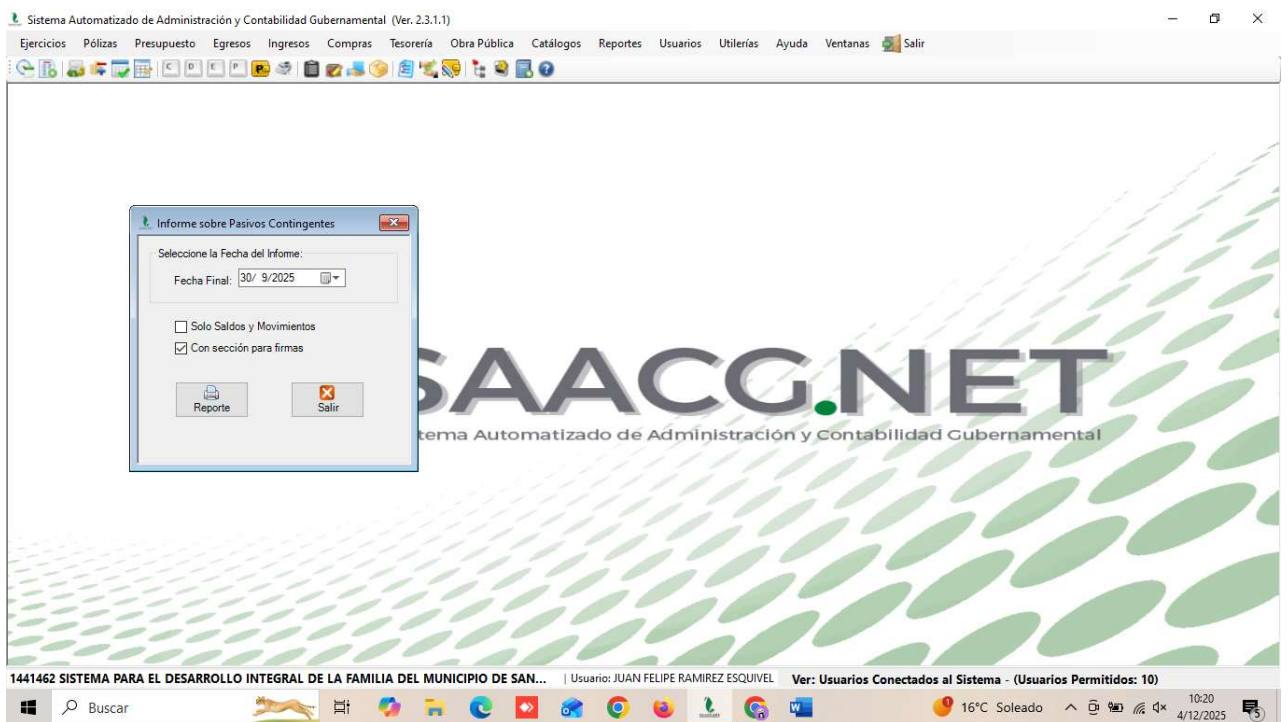 Sistema Automatizado de Administración y Contabilidad Gubernamental (Ver. 2.3.1.1)
Ejercicios Pólizas Presupuesto Egresos Ingresos Compras Tesorería Obra Pública Catálogos Reportes Usuarios Utilerías Ayuda Ventanas Salir
C D E P P
Informe sobre Pasivos Contingentes
Seleccione la Fecha del Informe:
Fecha Final: 30/ 9/2025
Solo Saldos y Movimientos
Con sección para firmas
Reporte Salir
SAACG.NET
tema Automatizado de Administración y Contabilidad Gubernamental
1441462 SISTEMA PARA EL DESARROLLO INTEGRAL DE LA FAMILIA DEL MUNICIPIO DE SAN... | Usuario: JUAN FELIPE RAMIREZ ESQUIVEL Ver: Usuarios Conectados al Sistema - (Usuarios Permitidos: 10)
Buscar 16°C Soleado 10:20
4/12/2025